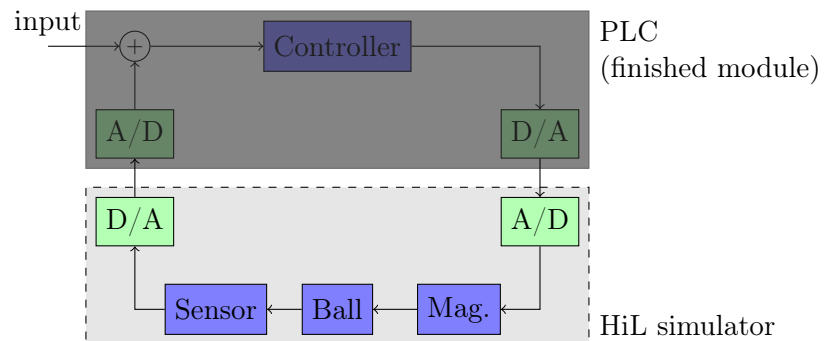 input
+
Controller
PLC
(finished module)
A/D
D/A
D/A
A/D
Sensor
Ball
Mag.
HiL simulator